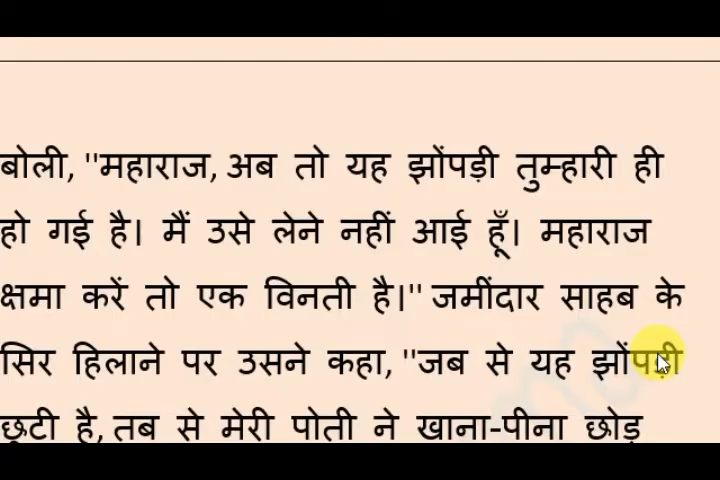 बोली, "महाराज, अब तो यह झोंपड़ी तुम्हारी ही
हो गई है। मैं उसे लेने नहीं आई हूँ। महाराज
क्षमा करें तो एक विनती है।" जमींदार साहब के
सिर हिलाने पर उसने कहा, "जब से यह झोंपड़ी
छूटी है, तब से मेरी पोती ने खाना-पीना छोड़